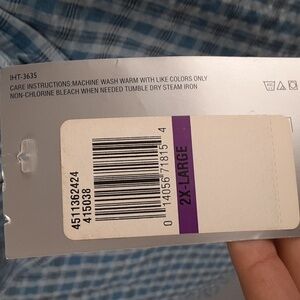 IHT-3635
CARE INSTRUCTIONS;MACHINE WASH WARM WITH LIKE COLORS ONLY
NON-CHLORINE BLEACH WHEN NEEDED TUMBLE DRY STEAM IRON
4511362424
415038
0 14056 71815 4
2X-LARGE